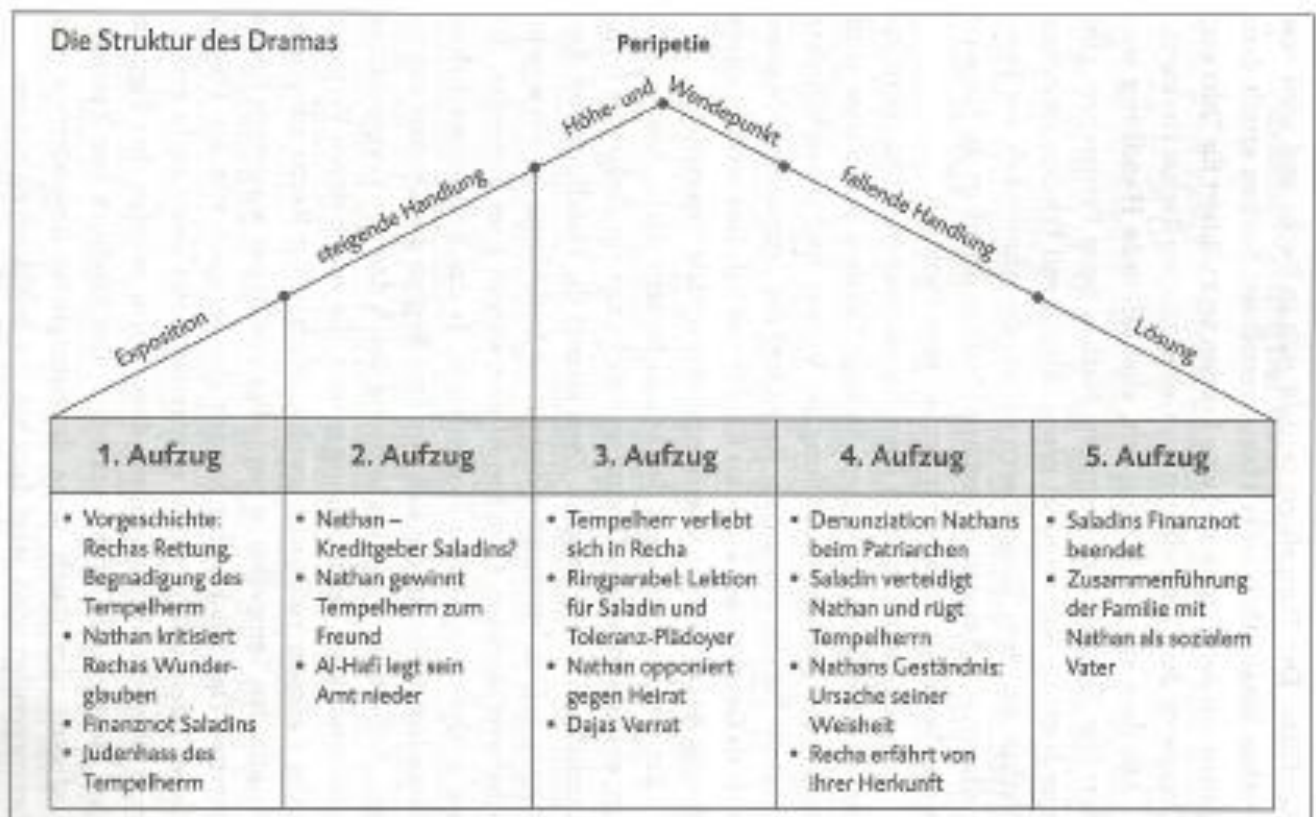 Die Struktur des Dramas
Peripetie
Höhe- und Wendepunkt
steigende Handlung
fallende Handlung
Exposition
Lösung
1. Aufzug
2. Aufzug
3. Aufzug
4. Aufzug
5. Aufzug
• Vorgeschichte:
Rechas Rettung,
Begnadigung des
Tempelherrn
• Nathan kritisiert
Rechas Wunder-
glauben
• Finanznot Saladins
• Judenhass des
Tempelherrn
• Nathan –
Kreditgeber Saladins?
• Nathan gewinnt
Tempelherrn zum
Freund
• Al-Hafi legt sein
Amt nieder
• Tempelherr verliebt
sich in Recha
• Ringparabel: Lektion
für Saladin und
Toleranz-Plädoyer
• Nathan opponiert
gegen Heirat
• Dajas Verrat
• Denunziation Nathans
beim Patriarchen
• Saladin verteidigt
Nathan und rügt
Tempelherrn
• Nathans Geständnis:
Ursache seiner
Weisheit
• Recha erfährt von
ihrer Herkunft
• Saladins Finanznot
beendet
• Zusammenführung
der Familie mit
Nathan als sozialem
Vater